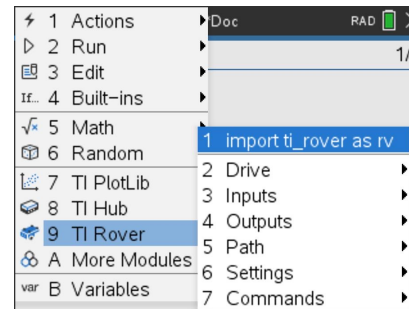 1 Actions
2 Run
3 Edit
If... 4 Built-ins
√x 5 Math
6 Random
7 TI PlotLib
8 TI Hub
9 TI Rover
A More Modules
var B Variables
Doc RAD
1/
1 import ti_rover as rv
2 Drive
3 Inputs
4 Outputs
5 Path
6 Settings
7 Commands